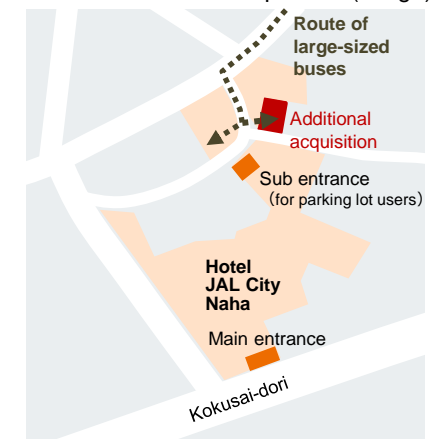 Route of
large-sized
buses
Additional
acquisition
Sub entrance
(for parking lot users)
Hotel
JAL City
Naha
Main entrance
Kokusai-dori